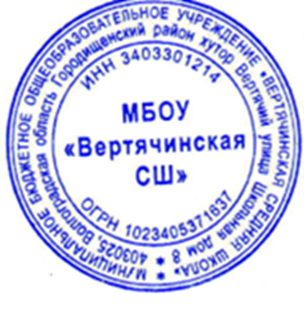 МУНИЦИПАЛЬНОЕ БЮДЖЕТНОЕ ОБЩЕОБРАЗОВАТЕЛЬНОЕ УЧРЕЖДЕНИЕ «ВЕРТЯЧИНСКАЯ СРЕДНЯЯ ШКОЛА» *
403025, Волгоградская область Городищенский район хутор Вертячий улица Школьная дом 8 *
ИНН 3403301214
МБОУ
«Вертячинская
СШ»
ОГРН 1023405371637